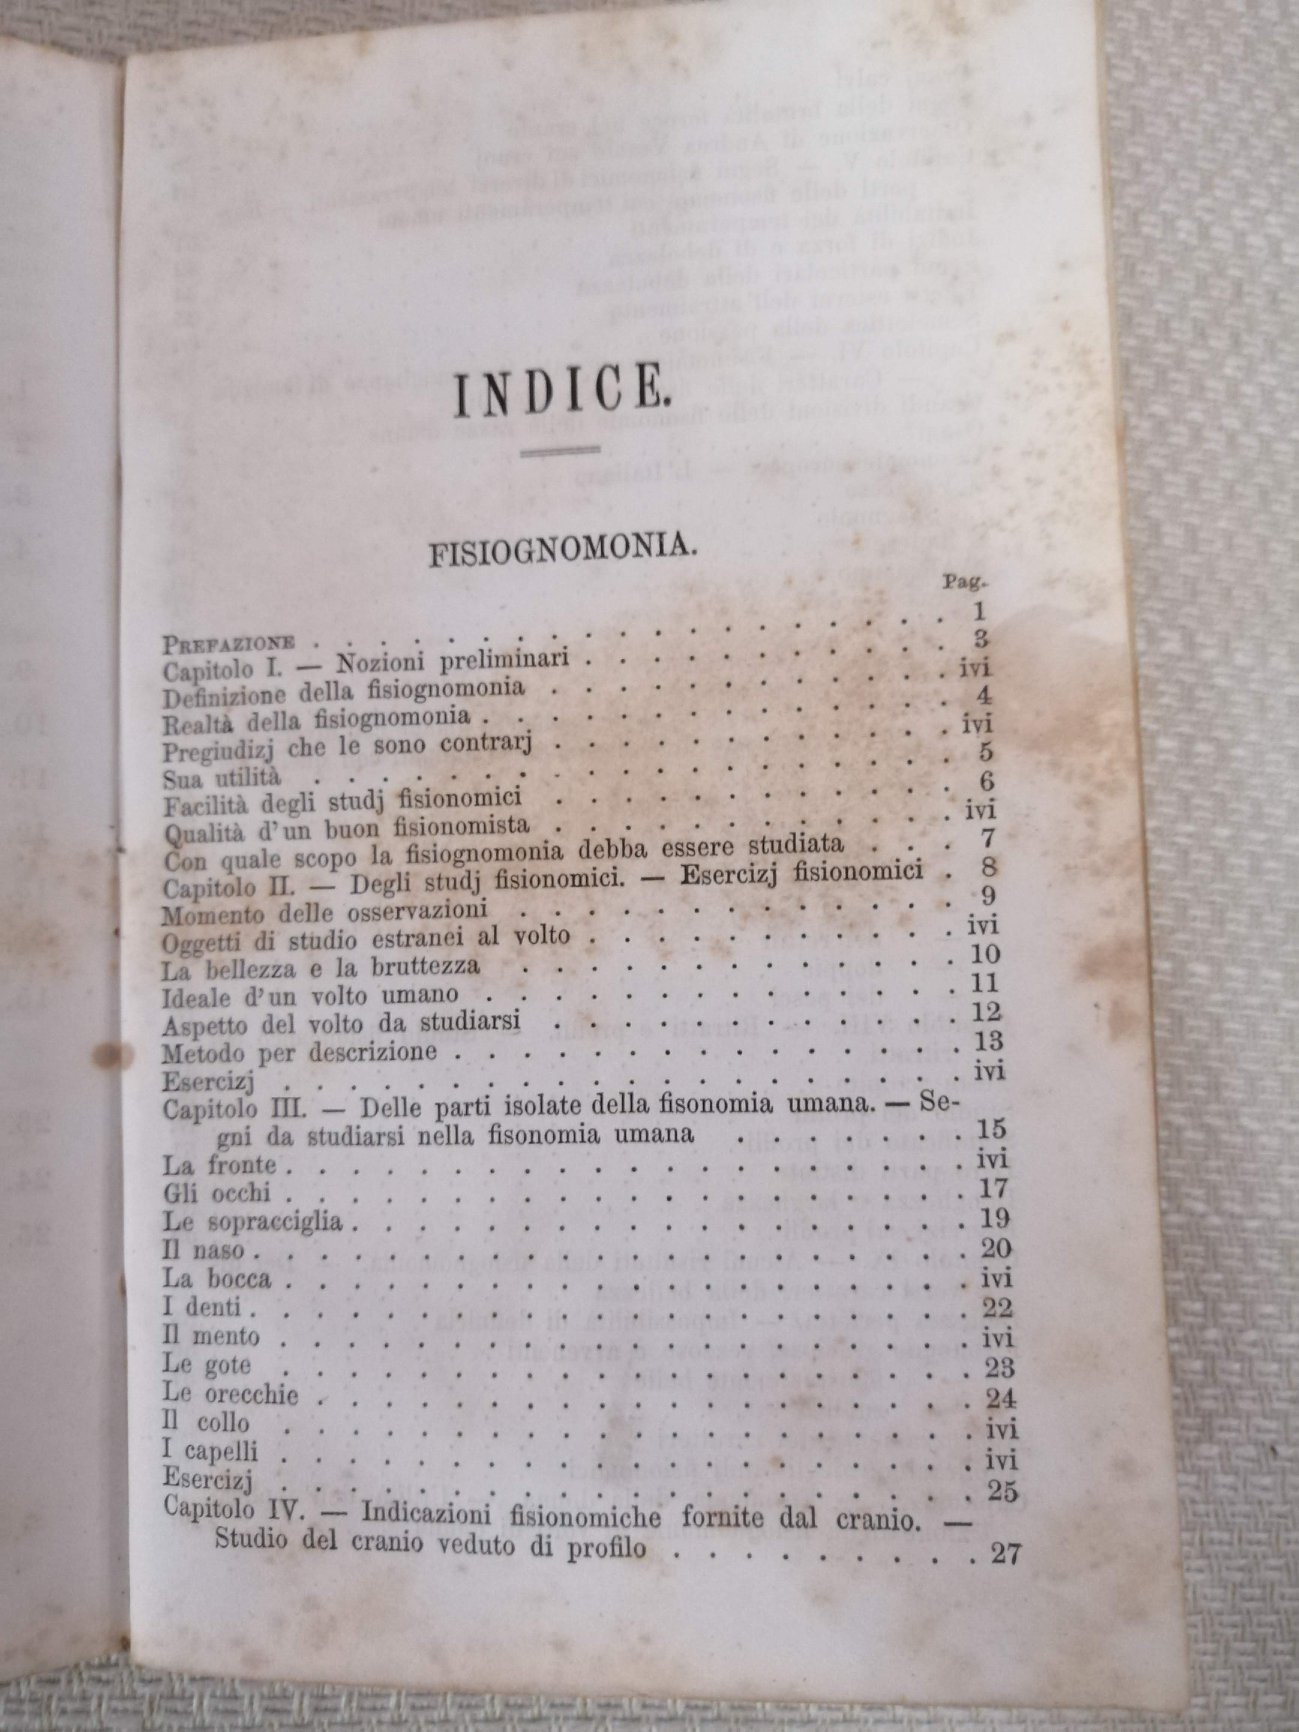 INDICE.
FISIOGNOMONIA.
Pag.
PREFAZIONE . . . . . . . . . . . . . . . . . . . 1
Capitolo I. — Nozioni preliminari . . . . . . . . . . . 3
Definizione della fisiognomonia . . . . . . . . . . . . ivi
Realtà della fisiognomonia . . . . . . . . . . . . . . 4
Pregiudizj che le sono contrarj . . . . . . . . . . . . ivi
Sua utilità . . . . . . . . . . . . . . . . . . . 5
Facilità degli studj fisionomici . . . . . . . . . . . . 6
Qualità d'un buon fisionomista . . . . . . . . . . . . ivi
Con quale scopo la fisiognomonia debba essere studiata . . . 7
Capitolo II. — Degli studj fisionomici. — Esercizj fisionomici . 8
Momento delle osservazioni . . . . . . . . . . . . . 9
Oggetti di studio estranei al volto . . . . . . . . . . . ivi
La bellezza e la bruttezza . . . . . . . . . . . . . 10
Ideale d'un volto umano . . . . . . . . . . . . . . 11
Aspetto del volto da studiarsi . . . . . . . . . . . . 12
Metodo per descrizione . . . . . . . . . . . . . . . 13
Esercizj . . . . . . . . . . . . . . . . . . . . ivi
Capitolo III. — Delle parti isolate della fisonomia umana. — Se-
gni da studiarsi nella fisonomia umana . . . . . . . 15
La fronte . . . . . . . . . . . . . . . . . . . . ivi
Gli occhi . . . . . . . . . . . . . . . . . . . . 17
Le sopracciglia . . . . . . . . . . . . . . . . . . 19
Il naso . . . . . . . . . . . . . . . . . . . . . 20
La bocca . . . . . . . . . . . . . . . . . . . . ivi
I denti . . . . . . . . . . . . . . . . . . . . . 22
Il mento . . . . . . . . . . . . . . . . . . . . ivi
Le gote . . . . . . . . . . . . . . . . . . . . 23
Le orecchie . . . . . . . . . . . . . . . . . . . 24
Il collo . . . . . . . . . . . . . . . . . . . . ivi
I capelli . . . . . . . . . . . . . . . . . . . . ivi
Esercizj . . . . . . . . . . . . . . . . . . . . 25
Capitolo IV. — Indicazioni fisionomiche fornite dal cranio. —
Studio del cranio veduto di profilo . . . . . . . . . 27